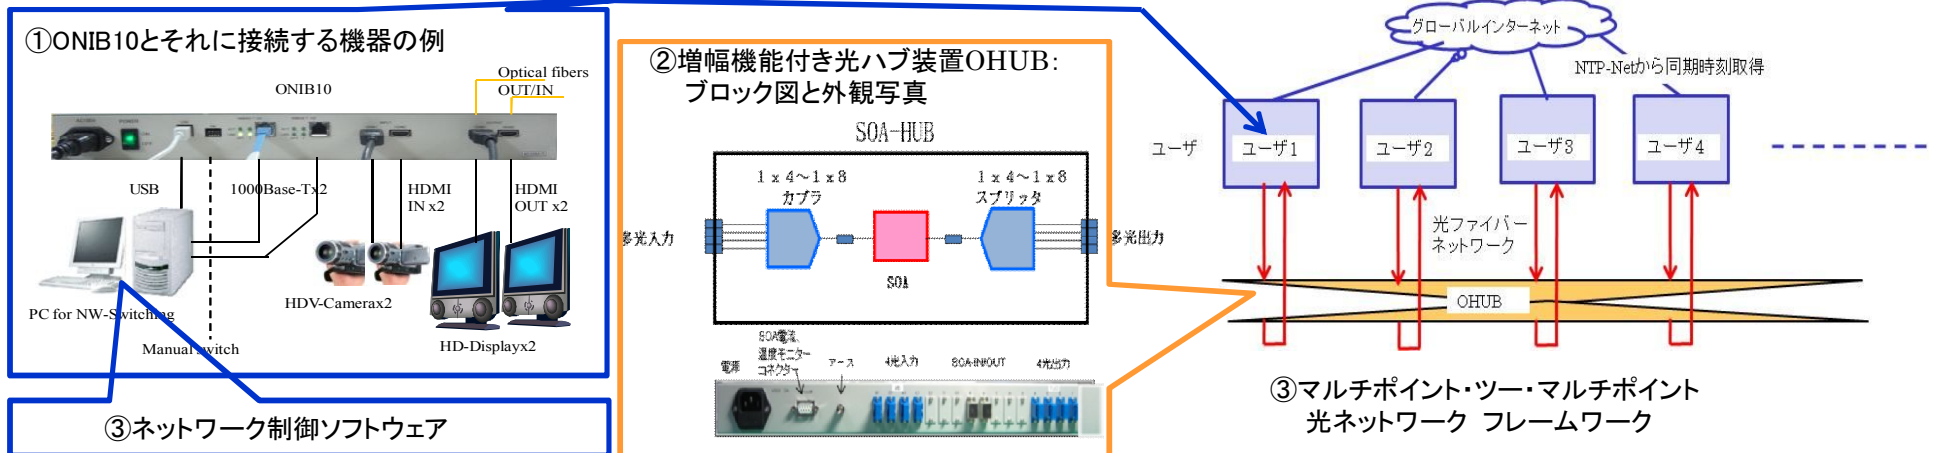 ①ONIB10とそれに接続する機器の例
Optical fibers
OUT/IN
ONIB10
USB
1000Base-Tx2
HDMI
IN x2
HDMI
OUT x2
HDV-Camerax2
PC for NW-Switching
Manual switch
HD-Displayx2
③ネットワーク制御ソフトウェア
②増幅機能付き光ハブ装置OHUB:
ブロック図と外観写真
SOA-HUB
1x4～1x8
カプラ
1x4～1x8
スプリッタ
多光入力
多光出力
SOA
SOA電流、
温度モニター
コネクター
電源
アース
4光入力
SOA-IN/OUT
4光出力
グローバルインターネット
NTP-Netから同期時刻取得
ユーザ
ユーザ1
ユーザ2
ユーザ3
ユーザ4
光ファイバー
ネットワーク
OHUB
③マルチポイント・ツー・マルチポイント
光ネットワーク フレームワーク